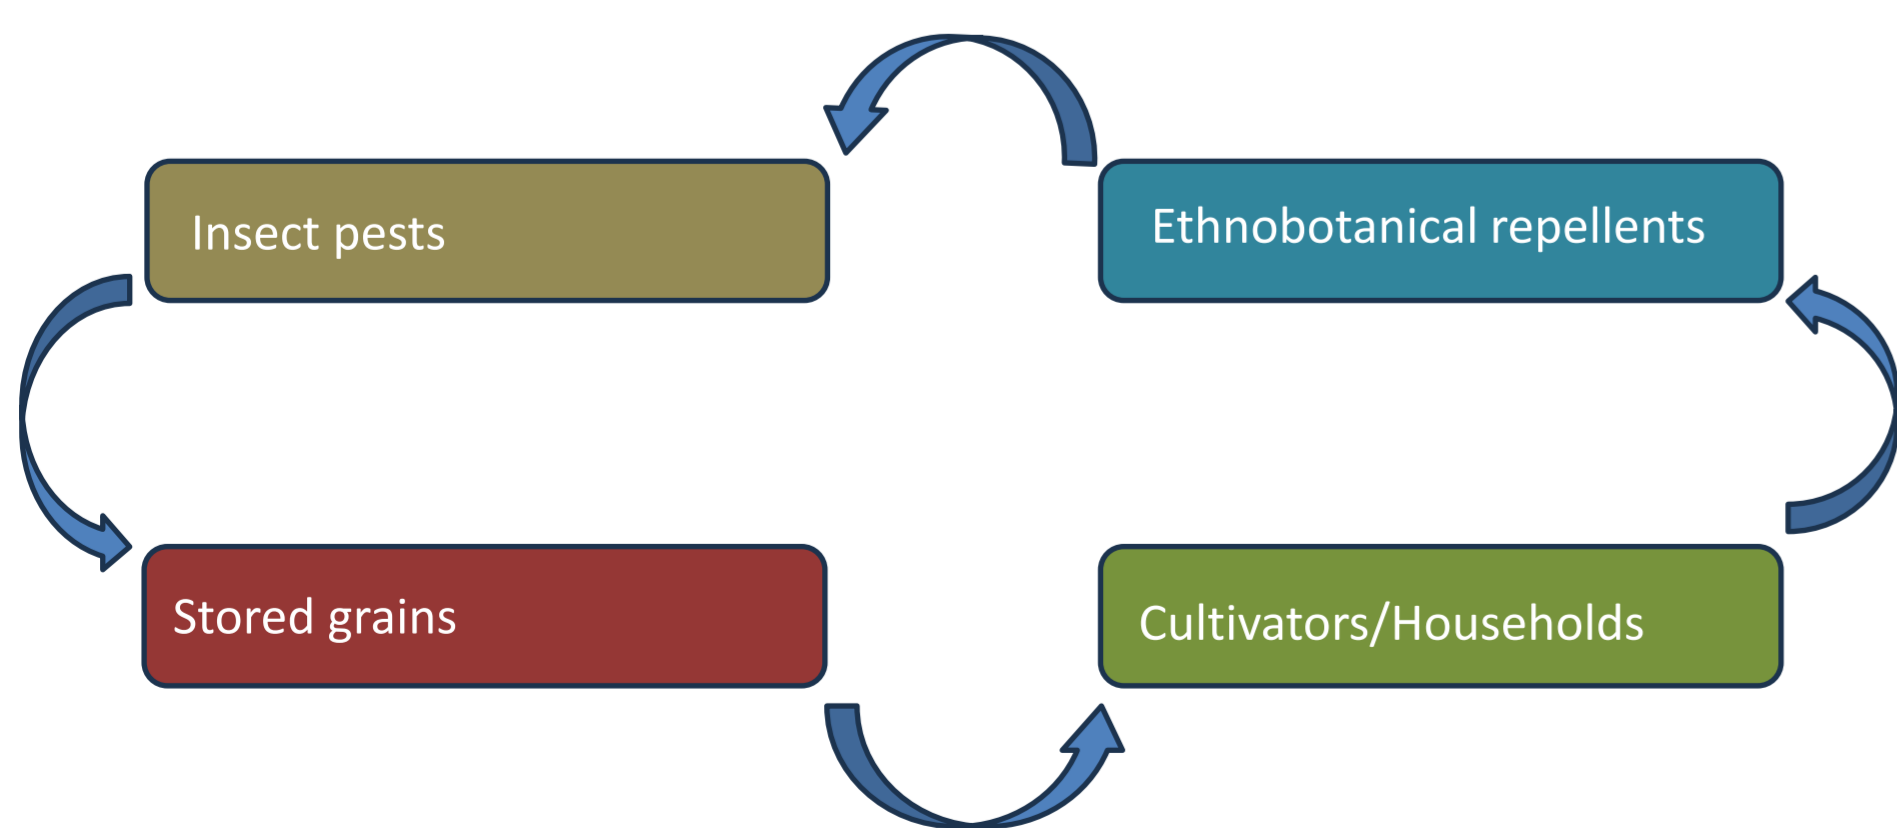 Insect pests
Ethnobotanical repellents
Stored grains
Cultivators/Households